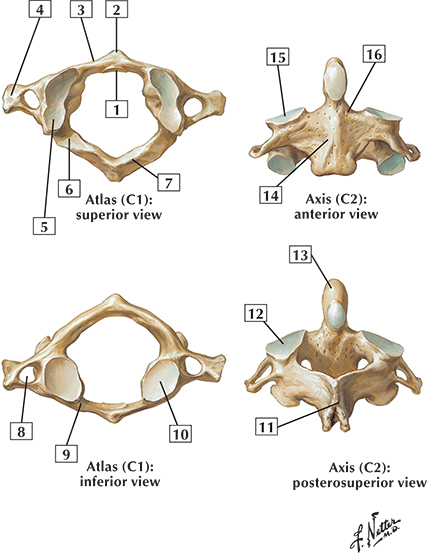 4
3
2
15
16
1
6
7
5
14
Atlas (C1):
superior view
Axis (C2):
anterior view
13
12
8
9
10
11
Atlas (C1):
inferior view
Axis (C2):
posterosuperior view
F. Netter
M.D.